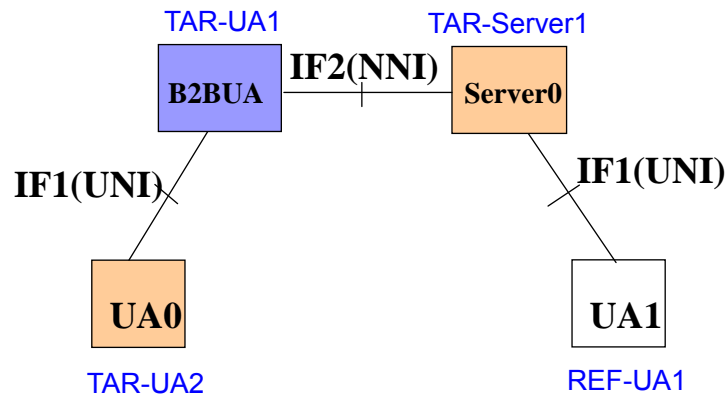 TAR-UA1
TAR-Server1
B2BUA
IF2(NNI)
Server0
IF1(UNI)
IF1(UNI)
UA0
UA1
TAR-UA2
REF-UA1